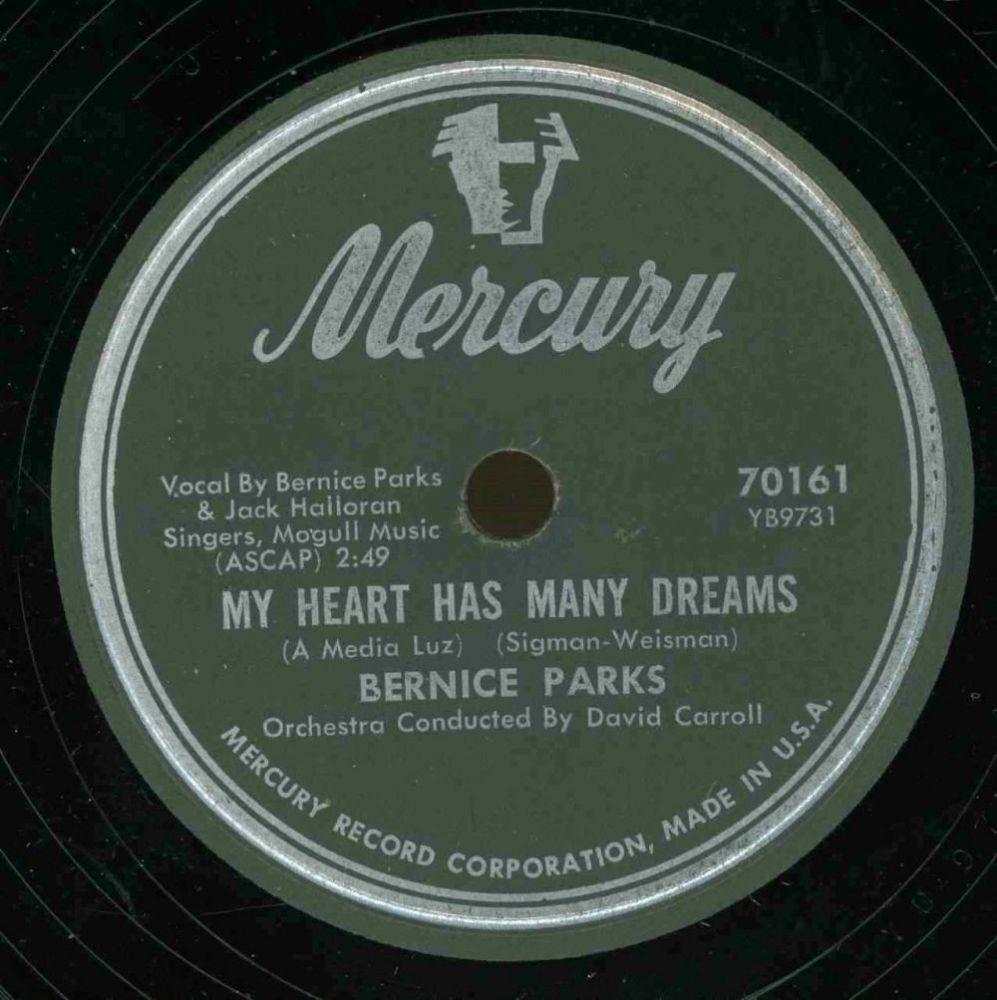 Mercury
Vocal By Bernice Parks
& Jack Halloran
Singers, Mogull Music
(ASCAP) 2:49
70161
YB9731
MY HEART HAS MANY DREAMS
(A Media Luz) (Sigman-Weisman)
BERNICE PARKS
Orchestra Conducted By David Carroll
MERCURY RECORD CORPORATION, MADE IN U.S.A.